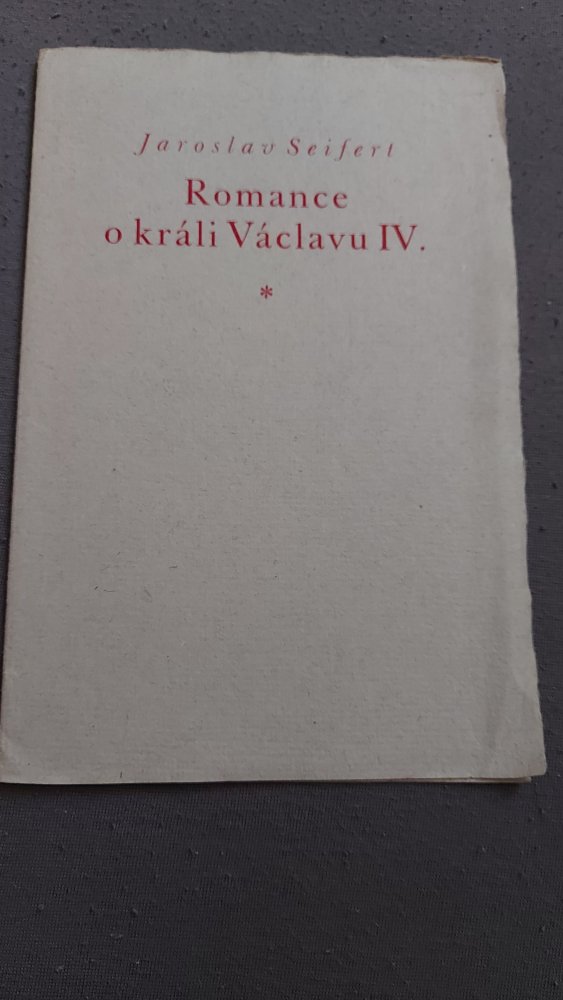 Jaroslav Seifert
Romance
o králi Václavu IV.
*